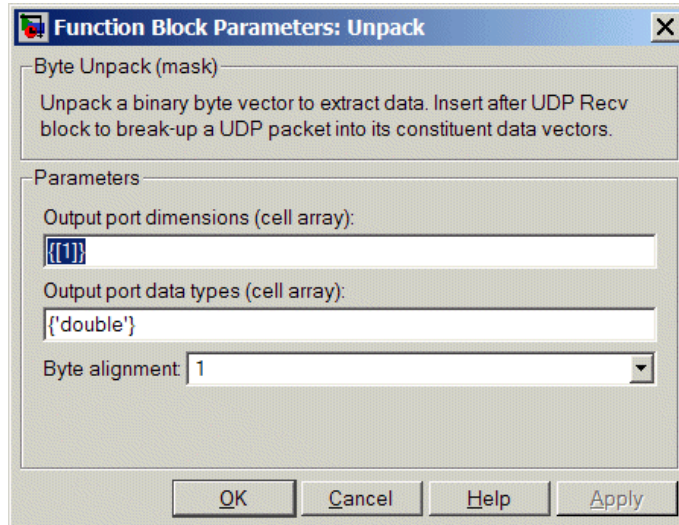 Function Block Parameters: Unpack
Byte Unpack (mask)
Unpack a binary byte vector to extract data. Insert after UDP Recv
block to break-up a UDP packet into its constituent data vectors.
Parameters
Output port dimensions (cell array):
{[1]}
Output port data types (cell array):
{'double'}
Byte alignment: 1
OK Cancel Help Apply